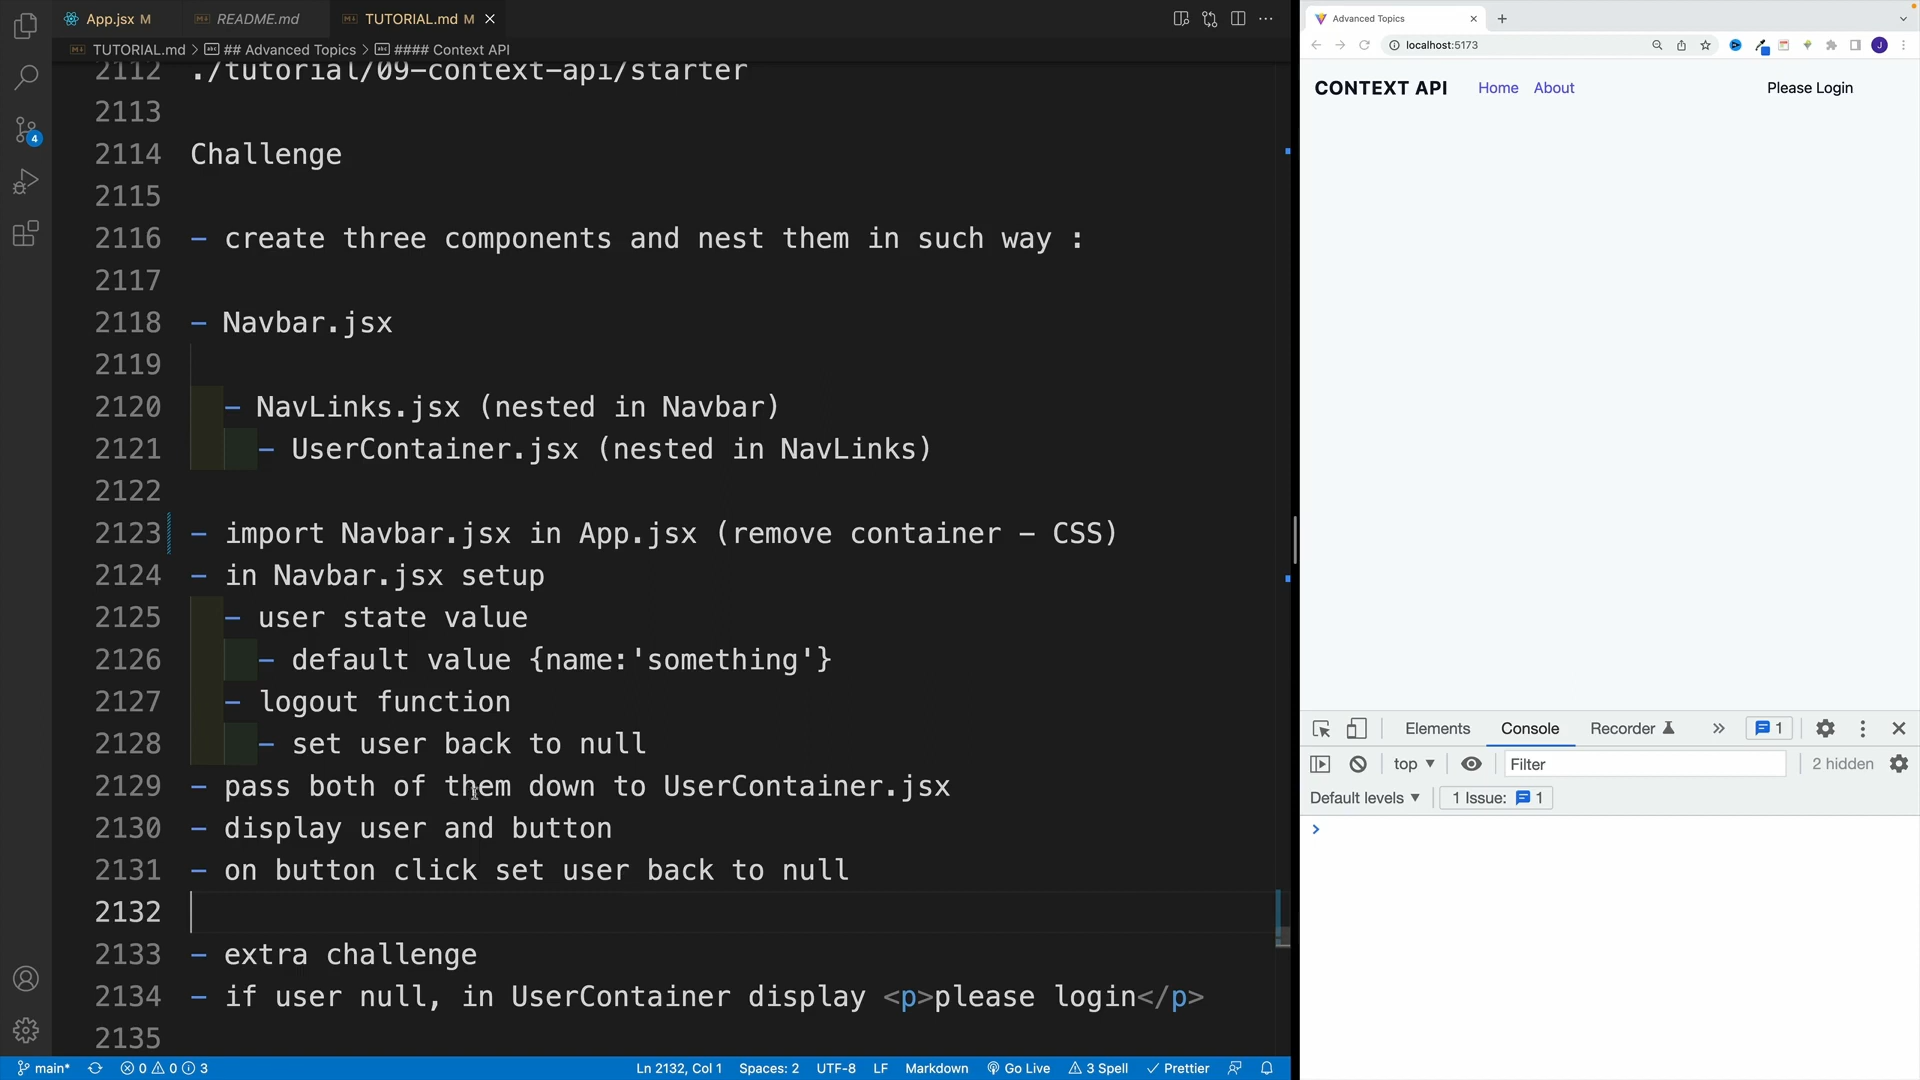 App.jsx M
README.md
TUTORIAL.md M
TUTORIAL.md > ## Advanced Topics > #### Context API
2112 ./tutorial/09-context-api/starter
2113
2114 Challenge
2115
2116 - create three components and nest them in such way :
2117
2118 - Navbar.jsx
2119
2120 - NavLinks.jsx (nested in Navbar)
2121 - UserContainer.jsx (nested in NavLinks)
2122
2123 - import Navbar.jsx in App.jsx (remove container - CSS)
2124 - in Navbar.jsx setup
2125 - user state value
2126 - default value {name:'something'}
2127 - logout function
2128 - set user back to null
2129 - pass both of them down to UserContainer.jsx
2130 - display user and button
2131 - on button click set user back to null
2132
2133 - extra challenge
2134 - if user null, in UserContainer display <p>please login</p>
2135
4
main* 0 0 3 Ln 2132, Col 1 Spaces: 2 UTF-8 LF Markdown Go Live 3 Spell Prettier
Advanced Topics
localhost:5173
J
CONTEXT API Home About Please Login
Elements Console Recorder 1
top Filter 2 hidden
Default levels 1 Issue: 1